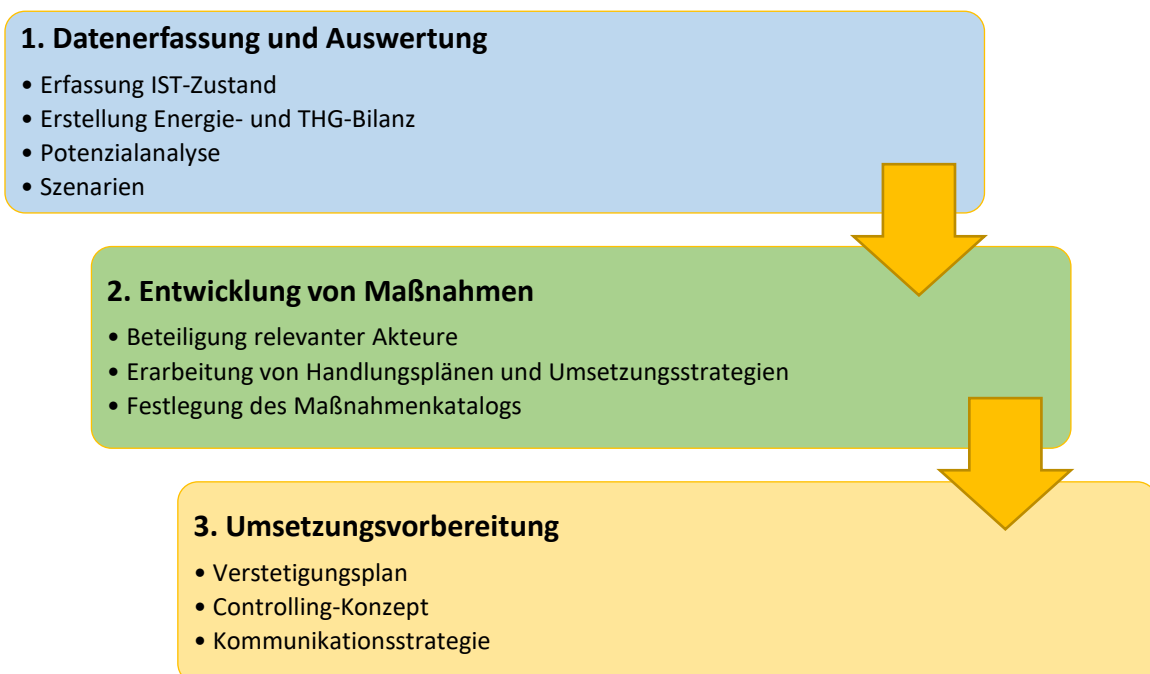 1. Datenerfassung und Auswertung
• Erfassung IST-Zustand
• Erstellung Energie- und THG-Bilanz
• Potenzialanalyse
• Szenarien
2. Entwicklung von Maßnahmen
• Beteiligung relevanter Akteure
• Erarbeitung von Handlungsplänen und Umsetzungsstrategien
• Festlegung des Maßnahmenkatalogs
3. Umsetzungsvorbereitung
• Verstetigungsplan
• Controlling-Konzept
• Kommunikationsstrategie